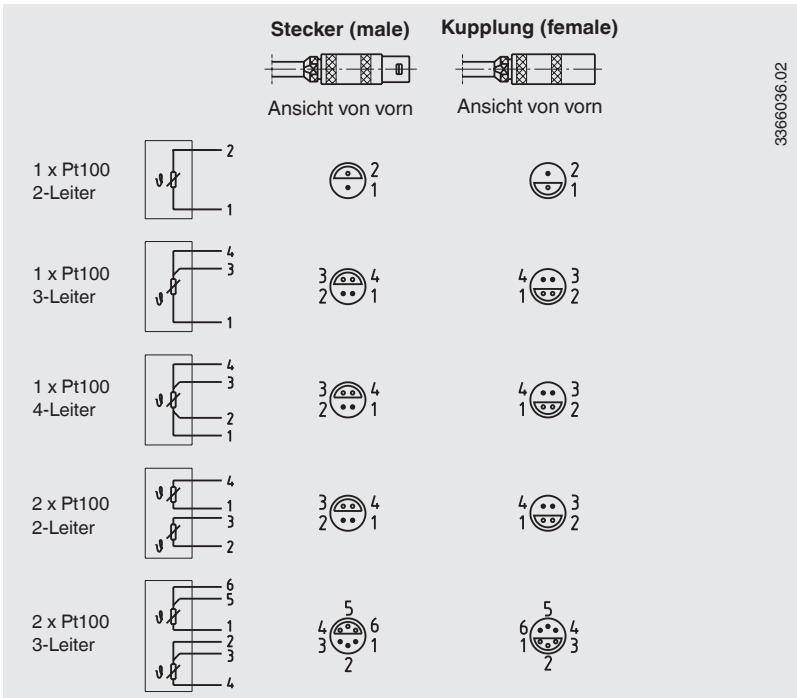 Stecker (male) Kupplung (female)
Ansicht von vorn Ansicht von vorn
3366036.02
1 x Pt100
2-Leiter
ϑ
2
1
2
1
2
1
1 x Pt100
3-Leiter
ϑ
4
3
1
3 4
2 1
4 3
1 2
1 x Pt100
4-Leiter
ϑ
4
3
2
1
3 4
2 1
4 3
1 2
2 x Pt100
2-Leiter
ϑ
ϑ
4
1
3
2
3 4
2 1
4 3
1 2
2 x Pt100
3-Leiter
ϑ
ϑ
6
5
1
2
3
4
5
4 6
3 1
2
5
6 4
1 3
2